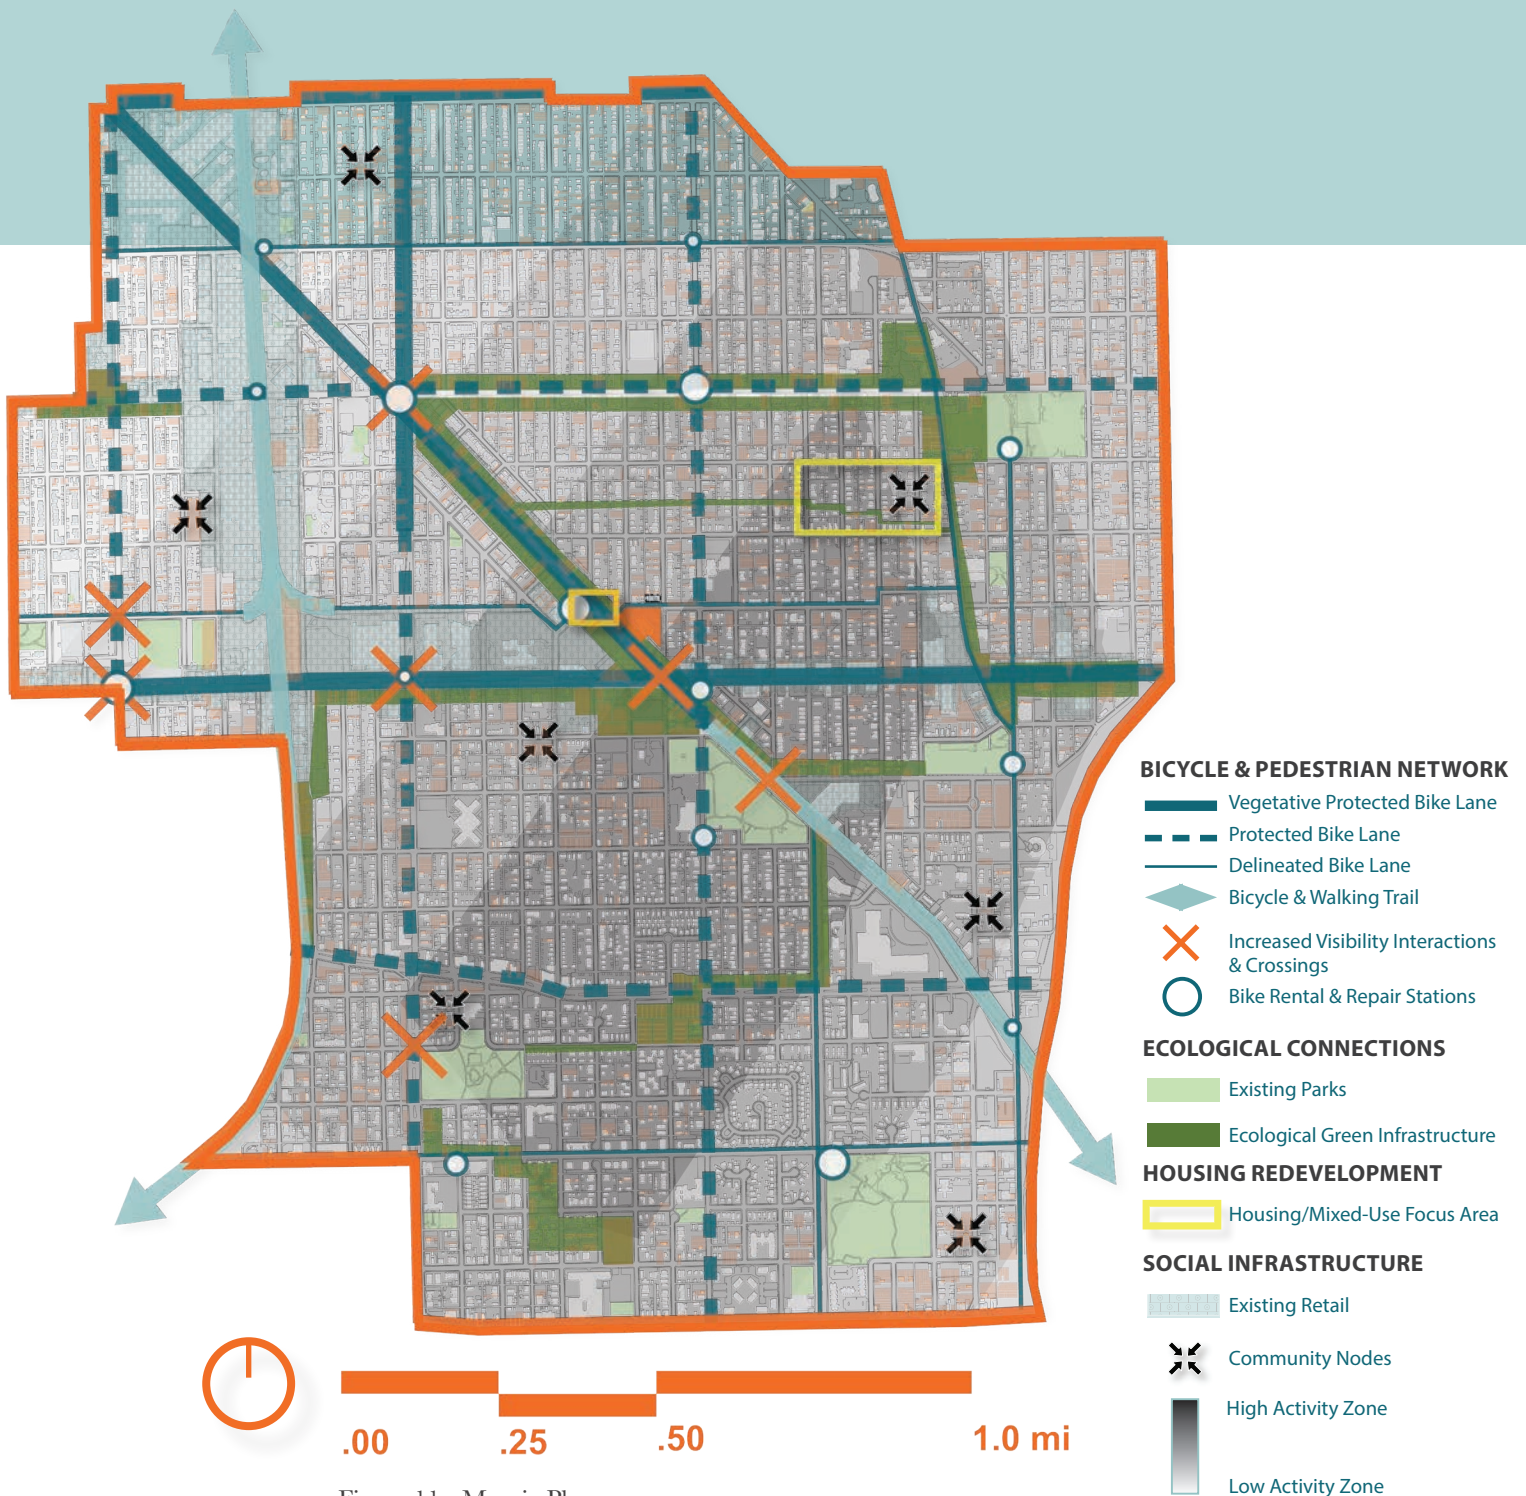 BICYCLE & PEDESTRIAN NETWORK
Vegetative Protected Bike Lane
Protected Bike Lane
Delineated Bike Lane
Bicycle & Walking Trail
Increased Visibility Interactions
& Crossings
Bike Rental & Repair Stations
ECOLOGICAL CONNECTIONS
Existing Parks
Ecological Green Infrastructure
HOUSING REDEVELOPMENT
Housing/Mixed-Use Focus Area
SOCIAL INFRASTRUCTURE
Existing Retail
Community Nodes
High Activity Zone
Low Activity Zone
.00
.25
.50
1.0 mi